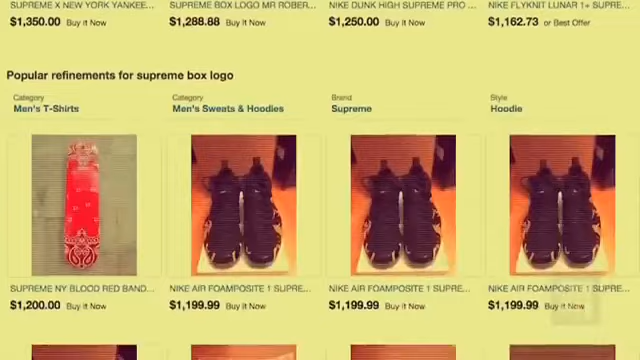 SUPREME X NEW YORK YANKEE... SUPREME BOX LOGO MR ROBER... NIKE DUNK HIGH SUPREME PRO ... NIKE FLYKNIT LUNAR 1+ SUPRE...
$1,350.00 Buy it Now $1,288.88 Buy it Now $1,250.00 Buy it Now $1,162.73 or Best Offer
Popular refinements for supreme box logo
Category Category Brand Style
Men's T-Shirts Men's Sweats & Hoodies Supreme Hoodie
SUPREME NY BLOOD RED BAND... NIKE AIR FOAMPOSITE 1 SUPRE... NIKE AIR FOAMPOSITE 1 SUPRE... NIKE AIR FOAMPOSITE 1 SUPRE...
$1,200.00 Buy it Now $1,199.99 Buy it Now $1,199.99 Buy it Now $1,199.99 Buy it Now